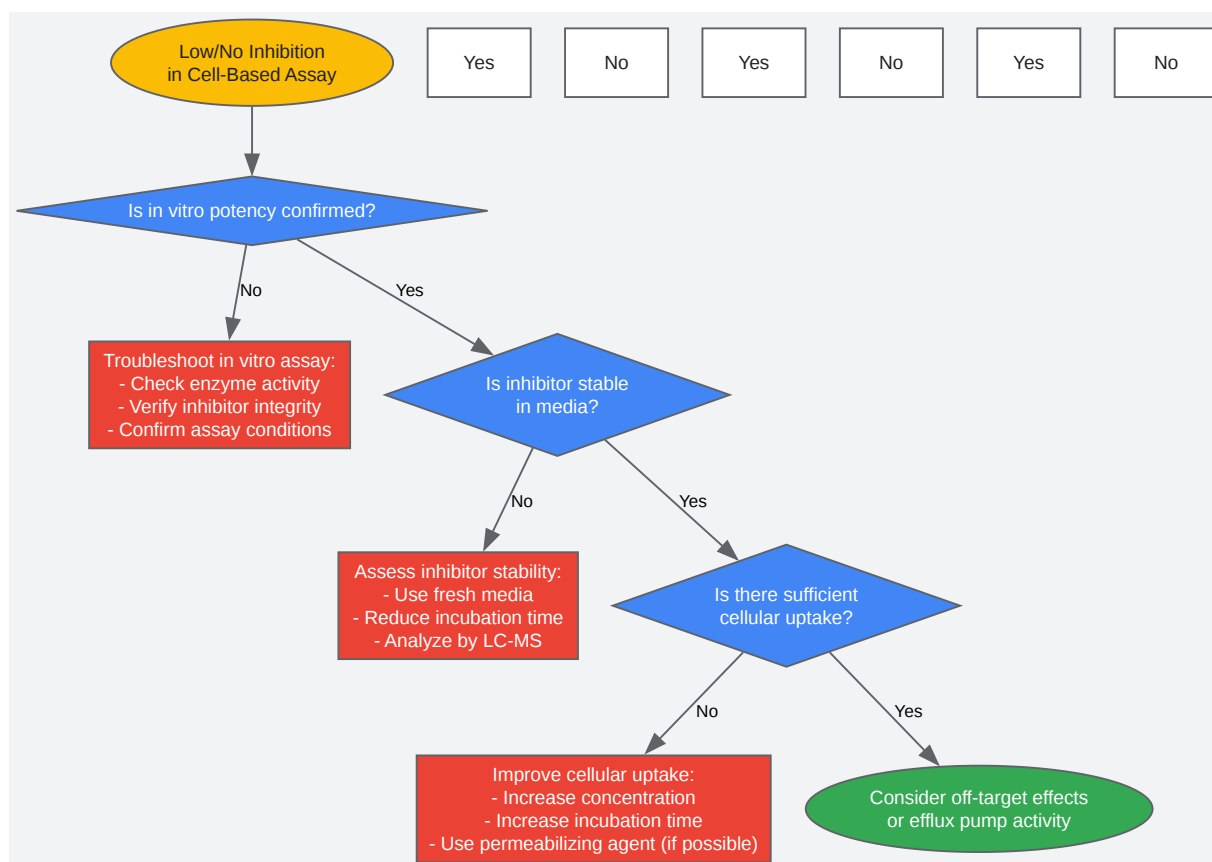 Low/No Inhibition
in Cell-Based Assay
Yes
No
Yes
No
Yes
No
Is in vitro potency confirmed?
No
Yes
Troubleshoot in vitro assay:
- Check enzyme activity
- Verify inhibitor integrity
- Confirm assay conditions
Is inhibitor stable
in media?
No
Yes
Assess inhibitor stability:
- Use fresh media
- Reduce incubation time
- Analyze by LC-MS
Is there sufficient
cellular uptake?
No
Yes
Improve cellular uptake:
- Increase concentration
- Increase incubation time
- Use permeabilizing agent (if possible)
Consider off-target effects
or efflux pump activity